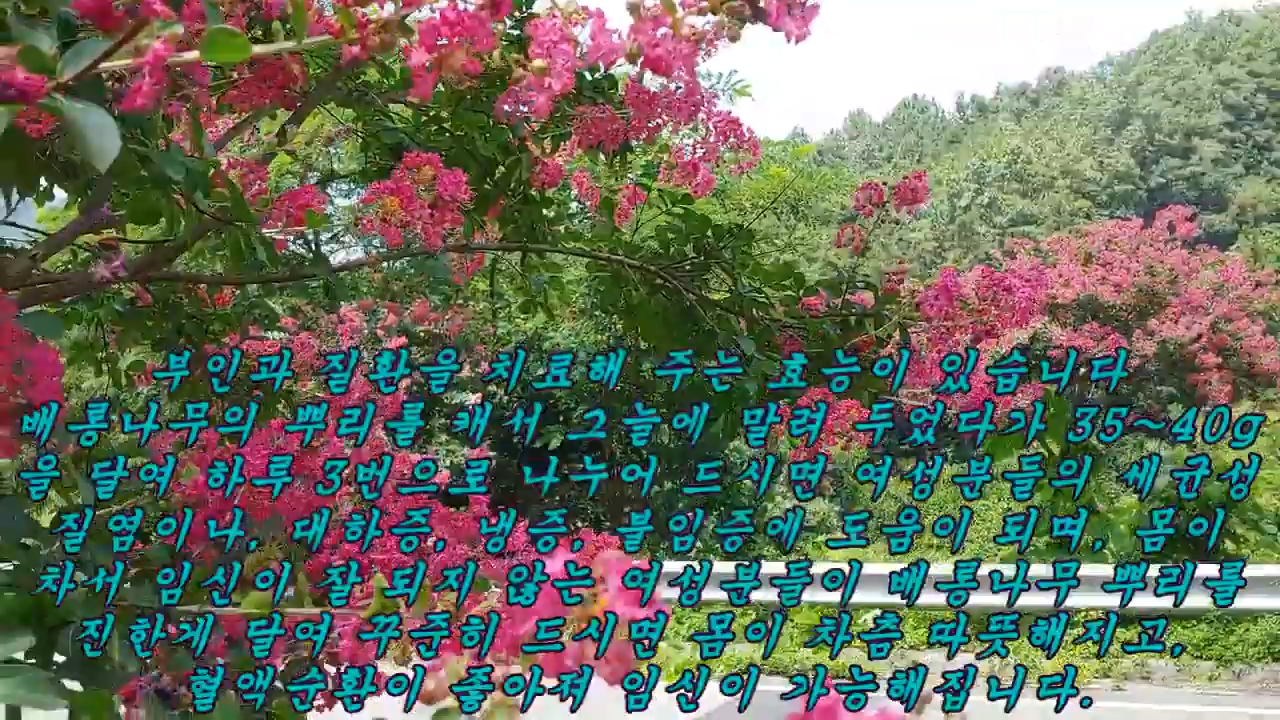 부인과 질환을 치료해 주는 효능이 있습니다
배롱나무의 뿌리를 캐서 그늘에 말려 두었다가 35~40g
을 달여 하루 3번으로 나누어 드시면 여성분들의 세균성
질염이나, 대하증, 냉증, 불임증에 도움이 되며, 몸이
차서 임신이 잘 되지 않는 여성분들이 배롱나무 뿌리를
진한게 달여 꾸준히 드시면 몸이 차츰 따뜻해지고,
혈액순환이 좋아져 임신이 가능해집니다.